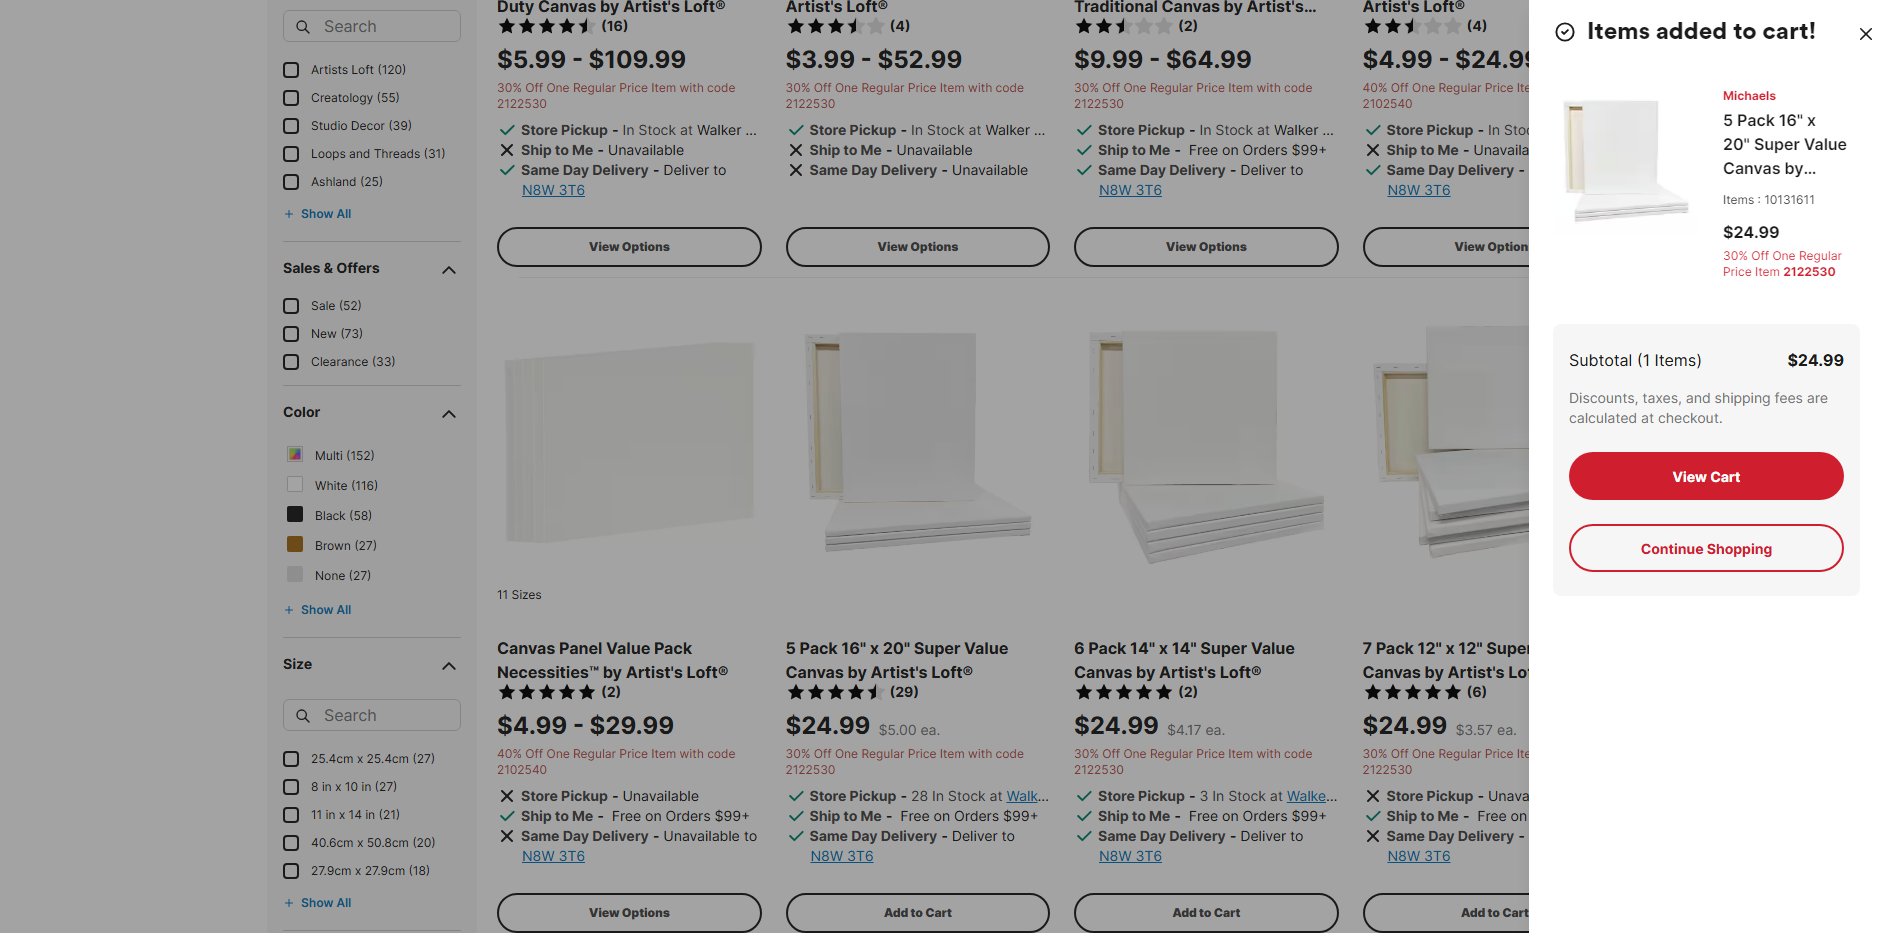 Search
Artists Loft (120)
Creatology (55)
Studio Decor (39)
Loops and Threads (31)
Ashland (25)
+ Show All
Sales & Offers
Sale (52)
New (73)
Clearance (33)
Color
Multi (152)
White (116)
Black (58)
Brown (27)
None (27)
+ Show All
Size
Search
25.4cm x 25.4cm (27)
8 in x 10 in (27)
11 in x 14 in (21)
40.6cm x 50.8cm (20)
27.9cm x 27.9cm (18)
+ Show All
Duty Canvas by Artist's Loft®
(16)
$5.99 - $109.99
30% Off One Regular Price Item with code
2122530
Store Pickup - In Stock at Walker ...
Ship to Me - Unavailable
Same Day Delivery - Deliver to
N8W 3T6
View Options
Artist's Loft®
(4)
$3.99 - $52.99
30% Off One Regular Price Item with code
2122530
Store Pickup - In Stock at Walker ...
Ship to Me - Unavailable
Same Day Delivery - Unavailable
View Options
Traditional Canvas by Artist's...
(2)
$9.99 - $64.99
30% Off One Regular Price Item with code
2122530
Store Pickup - In Stock at Walker ...
Ship to Me - Free on Orders $99+
Same Day Delivery - Deliver to
N8W 3T6
View Options
Artist's Loft®
(4)
$4.99 - $24.99
40% Off One Regular Price Ite
2102540
Store Pickup - In Stoc
Ship to Me - Unavaila
Same Day Delivery -
N8W 3T6
View Option
11 Sizes
Canvas Panel Value Pack
Necessities™ by Artist's Loft®
(2)
$4.99 - $29.99
40% Off One Regular Price Item with code
2102540
Store Pickup - Unavailable
Ship to Me - Free on Orders $99+
Same Day Delivery - Unavailable to
N8W 3T6
View Options
5 Pack 16" x 20" Super Value
Canvas by Artist's Loft®
(29)
$24.99 $5.00 ea.
30% Off One Regular Price Item with code
2122530
Store Pickup - 28 In Stock at Walk...
Ship to Me - Free on Orders $99+
Same Day Delivery - Deliver to
N8W 3T6
Add to Cart
6 Pack 14" x 14" Super Value
Canvas by Artist's Loft®
(2)
$24.99 $4.17 ea.
30% Off One Regular Price Item with code
2122530
Store Pickup - 3 In Stock at Walke...
Ship to Me - Free on Orders $99+
Same Day Delivery - Deliver to
N8W 3T6
Add to Cart
7 Pack 12" x 12" Super
Canvas by Artist's Lo
(6)
$24.99 $3.57 ea.
30% Off One Regular Price Ite
2122530
Store Pickup - Unava
Ship to Me - Free on
Same Day Delivery -
N8W 3T6
Add to Cart
Items added to cart!
Michaels
5 Pack 16" x
20" Super Value
Canvas by...
Items : 10131611
$24.99
30% Off One Regular
Price Item 2122530
Subtotal (1 Items) $24.99
Discounts, taxes, and shipping fees are
calculated at checkout.
View Cart
Continue Shopping